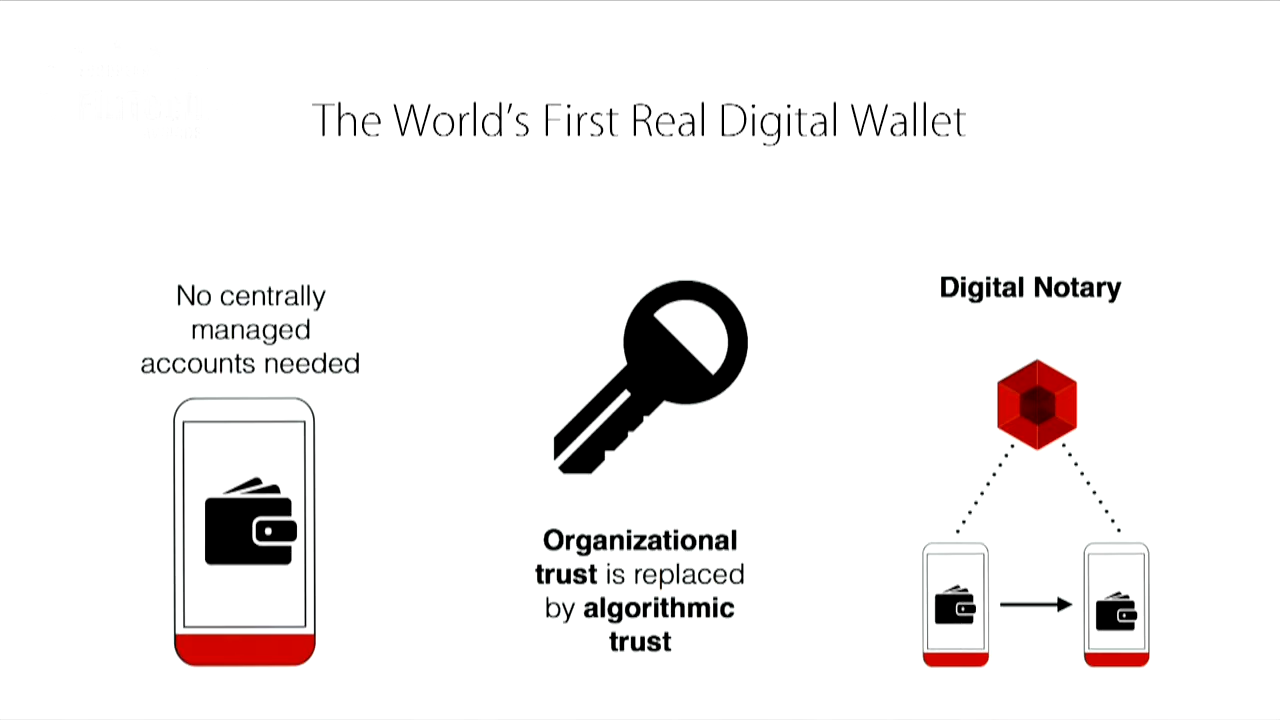 The World's First Real Digital Wallet
No centrally
managed
accounts needed
Organizational
trust is replaced
by algorithmic
trust
Digital Notary